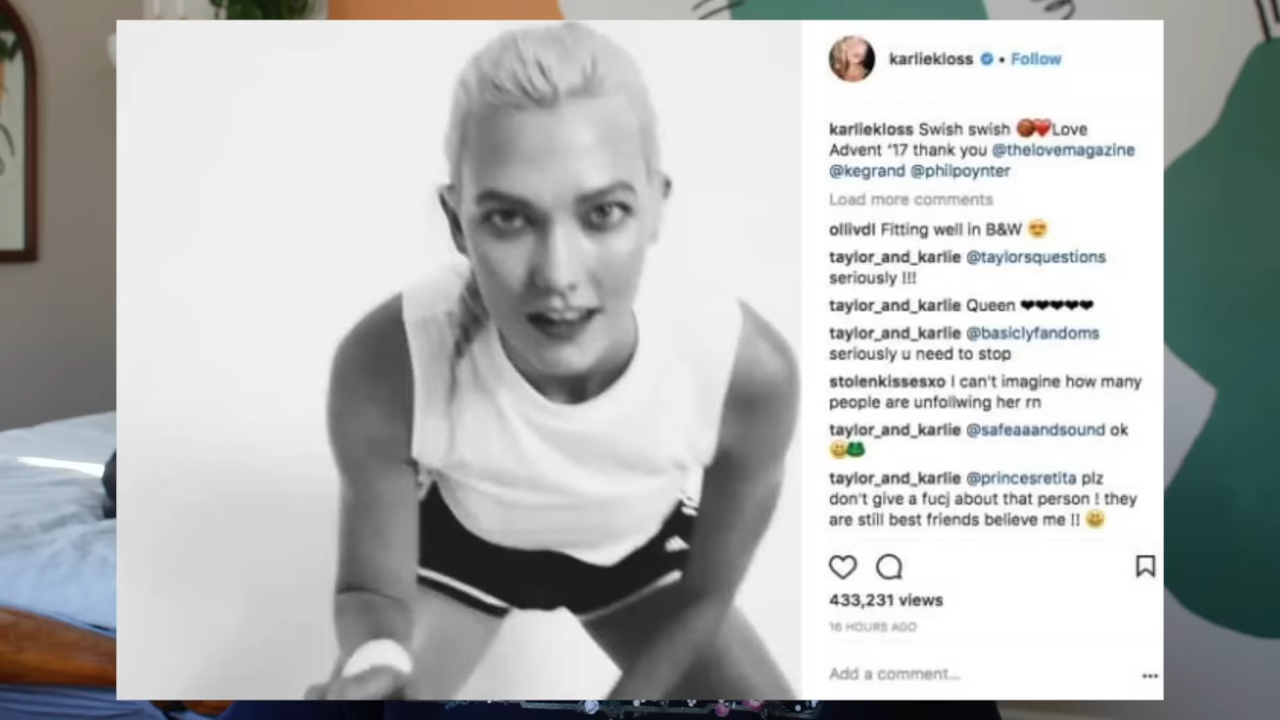 karliekloss • Follow
karliekloss Swish swish 🏀❤️Love
Advent '17 thank you @thelovemagazine
@kegrand @philpoynter
Load more comments
ollivdl Fitting well in B&W 😍
taylor_and_karlie @taylorsquestions
seriously !!!
taylor_and_karlie Queen ❤❤❤❤❤
taylor_and_karlie @basiclyfandoms
seriously u need to stop
stolenkissesxo I can't imagine how many
people are unfollwing her rn
taylor_and_karlie @safeaaandsound ok
taylor_and_karlie @princesretita plz
don't give a fucj about that person ! they
are still best friends believe me !!
433,231 views
16 HOURS AGO
Add a comment...